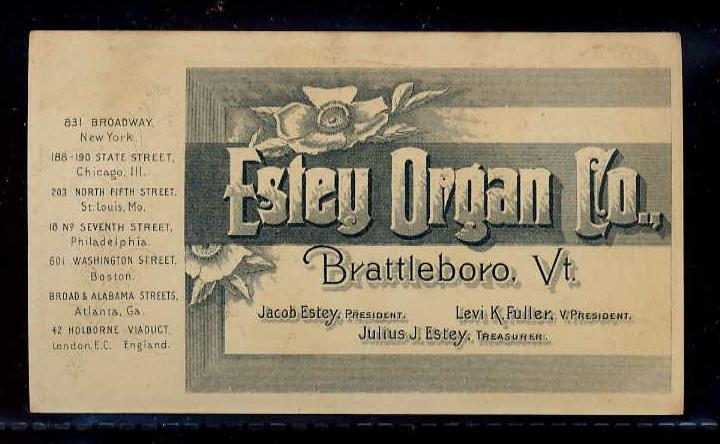 831 BROADWAY,
New York.
188-190 STATE STREET,
Chicago, Ill.
203 NORTH FIFTH STREET,
St. Louis, Mo.
18 No SEVENTH STREET,
Philadelphia.
601 WASHINGTON STREET,
Boston.
BROAD & ALABAMA STREETS,
Atlanta, Ga.
42 HOLBORNE VIADUCT,
London, E.C. England.
Estey Organ Co.,
Brattleboro, Vt.
Jacob Estey, PRESIDENT. Levi K. Fuller, V. PRESIDENT.
Julius J. Estey, TREASURER.